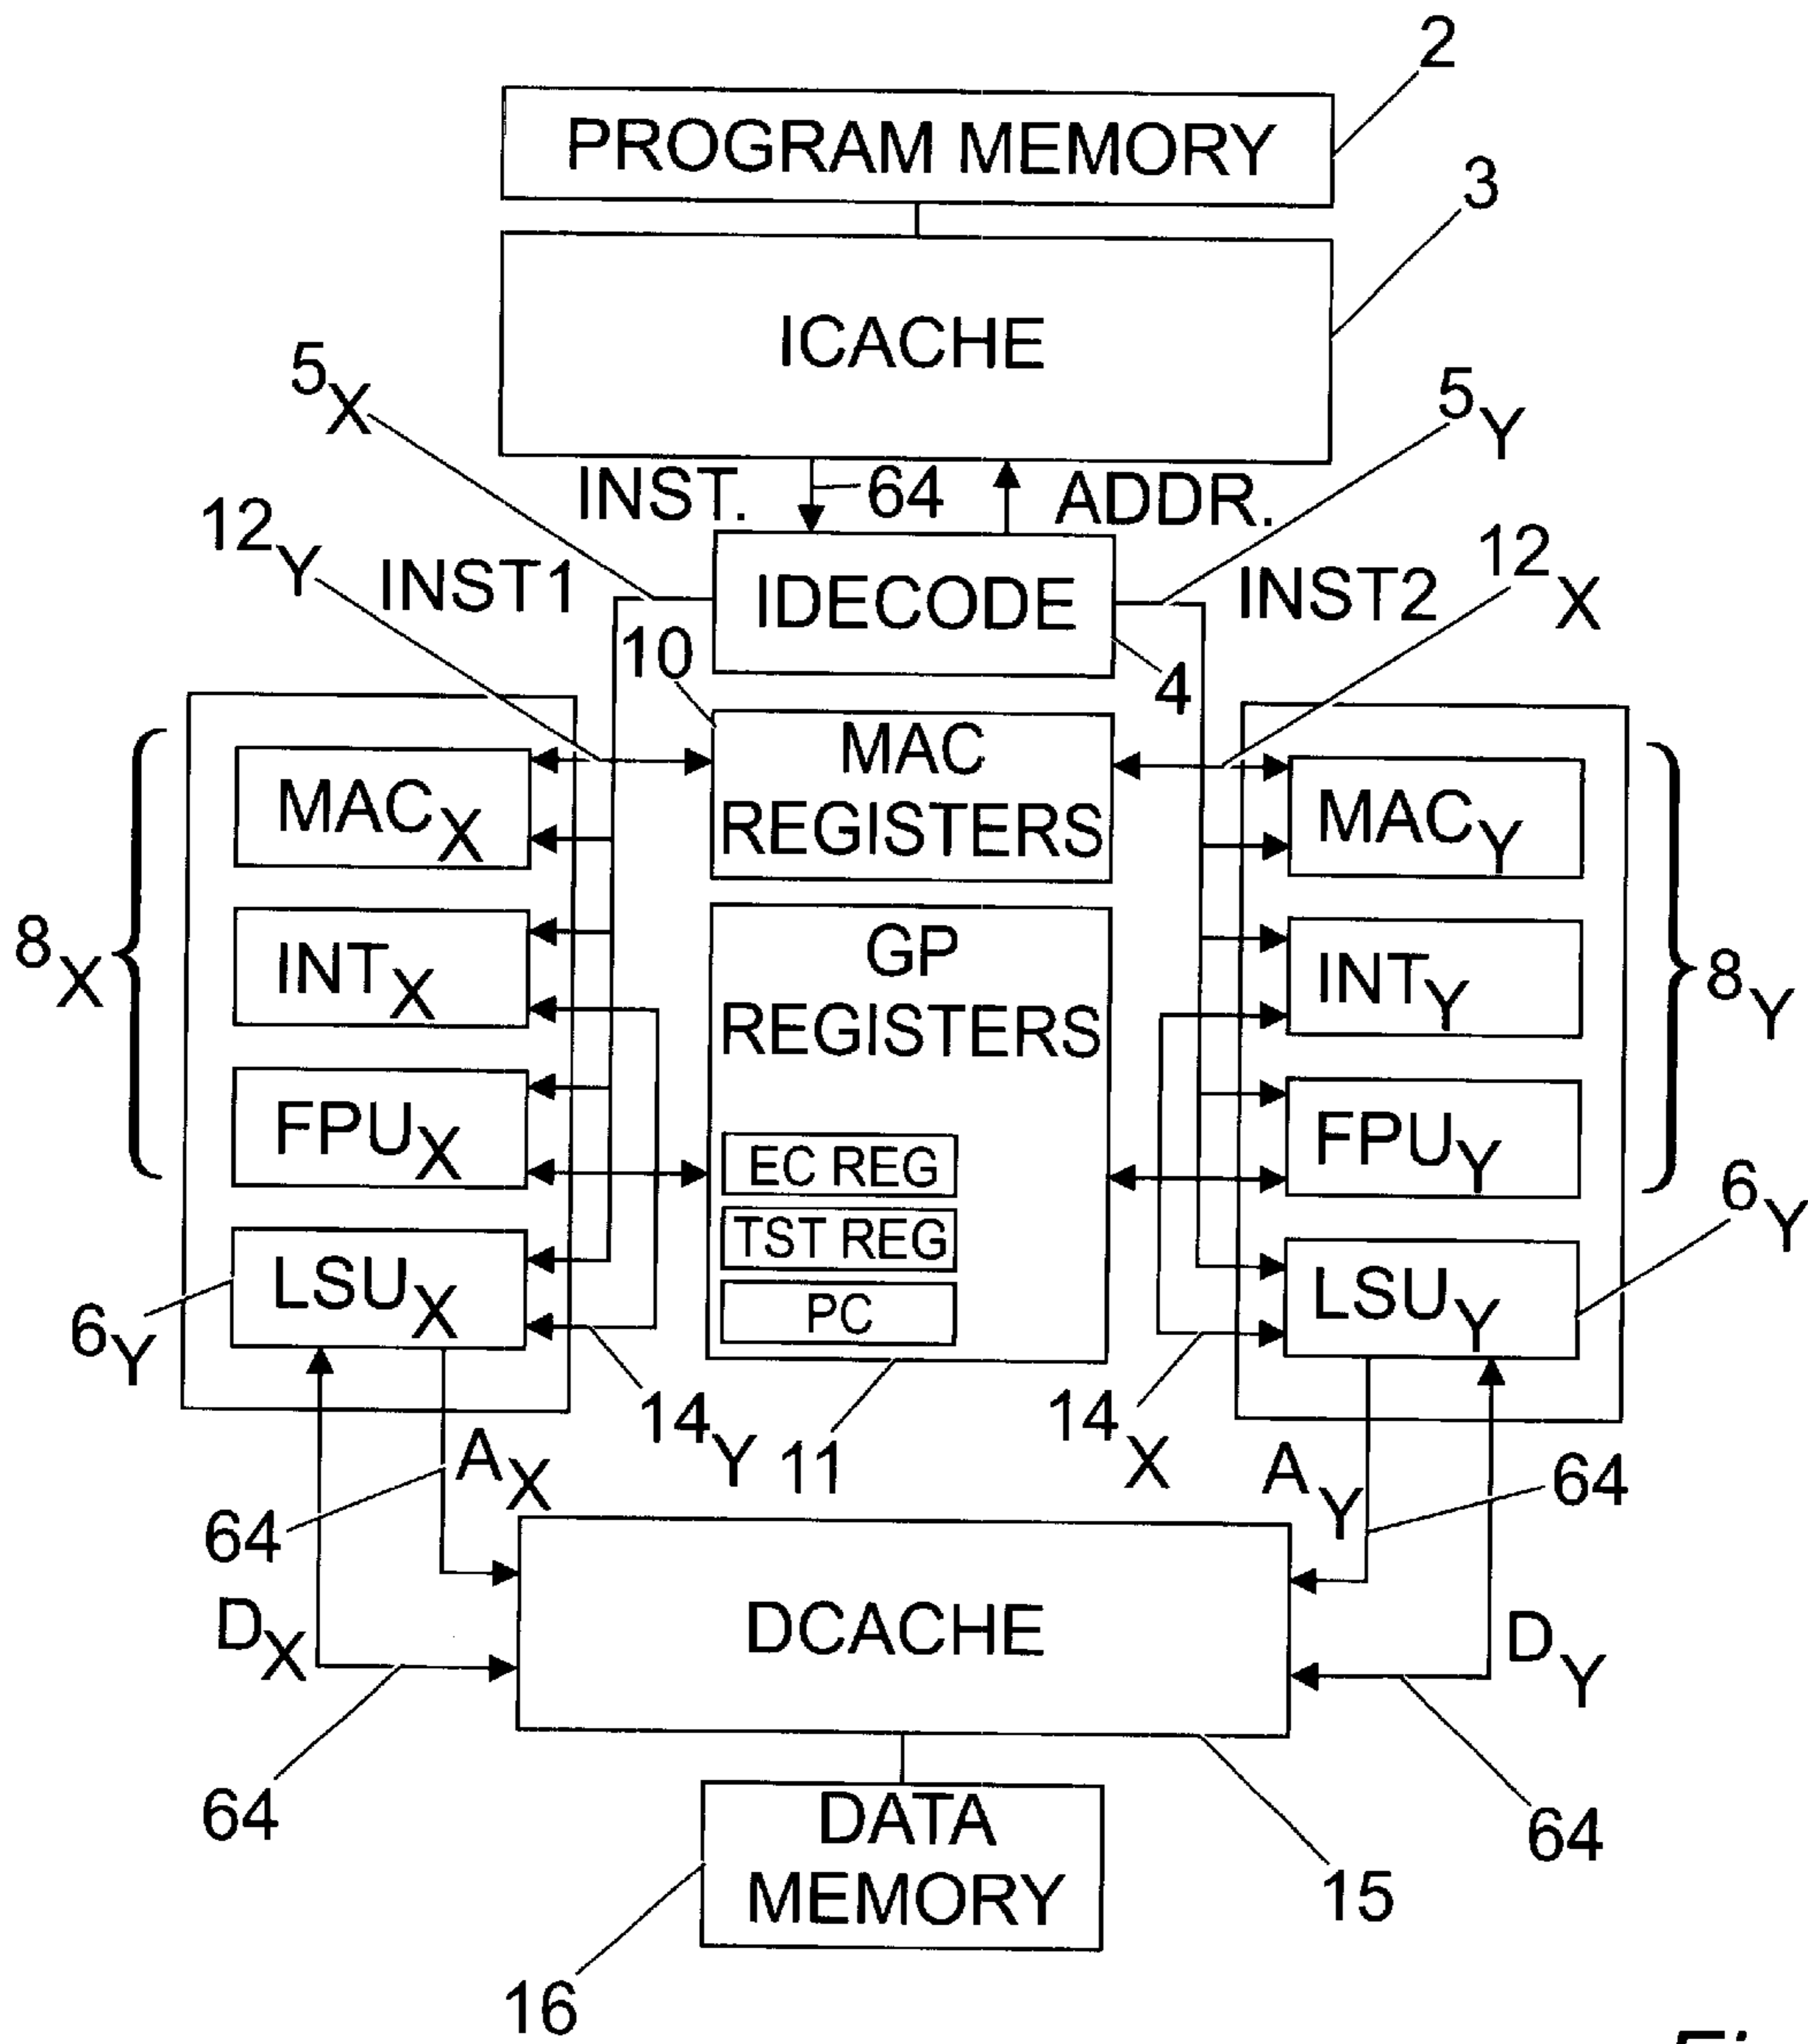 2
PROGRAM MEMORY
3
ICACHE
5X
5Y
INST.
64
ADDR.
12Y
INST1
IDECODE
INST2
12X
10
4
MAC
REGISTERS
MACX
MACY
8X
INTX
GP
REGISTERS
INTY
8Y
FPUX
EC REG
FPUY
6Y
LSUX
TST REG
PC
LSUY
6Y
14Y
11
14X
AX
AY
64
64
DX
DCACHE
DY
64
64
DATA
MEMORY
15
16